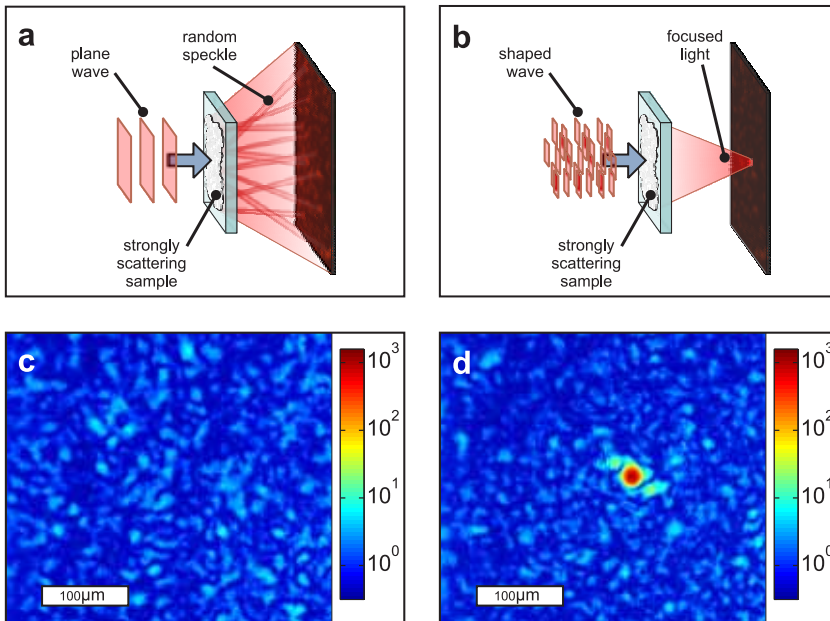 a
plane
wave
random
speckle
strongly
scattering
sample
b
shaped
wave
focused
light
strongly
scattering
sample
c
10³
10²
10¹
10⁰
100μm
d
10³
10²
10¹
10⁰
100μm